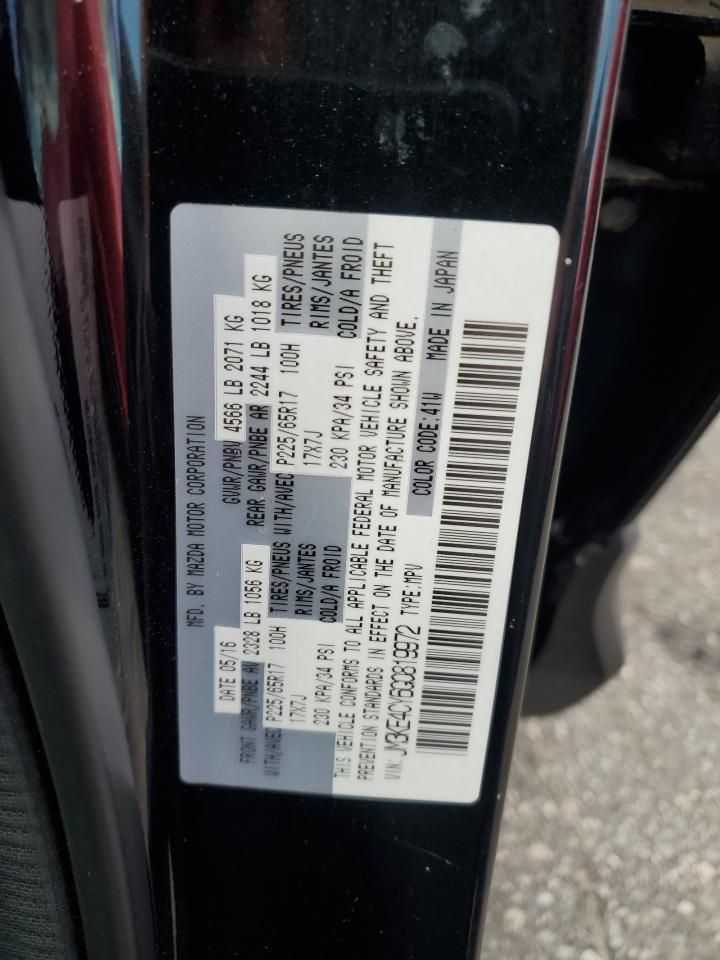 MFD. BY MAZDA MOTOR CORPORATION
DATE 05/16 GVWR/PNBV 4566 LB 2071 KG
FRONT GAWR/PNBE AV 2328 LB 1056 KG REAR GAWR/PNBE AR 2244 LB 1018 KG
WITH/AVEC P225/65R17 100H TIRES/PNEUS WITH/AVEC P225/65R17 100H TIRES/PNEUS
17X7J RIMS/JANTES 17X7J RIMS/JANTES
230 KPA/34 PSI COLD/A FROID 230 KPA/34 PSI COLD/A FROID
THIS VEHICLE CONFORMS TO ALL APPLICABLE FEDERAL MOTOR VEHICLE SAFETY AND THEFT
PREVENTION STANDARDS IN EFFECT ON THE DATE OF MANUFACTURE SHOWN ABOVE.
VIN: JM3KE4CY6G0819972 TYPE:MPV COLOR CODE:41W MADE IN JAPAN